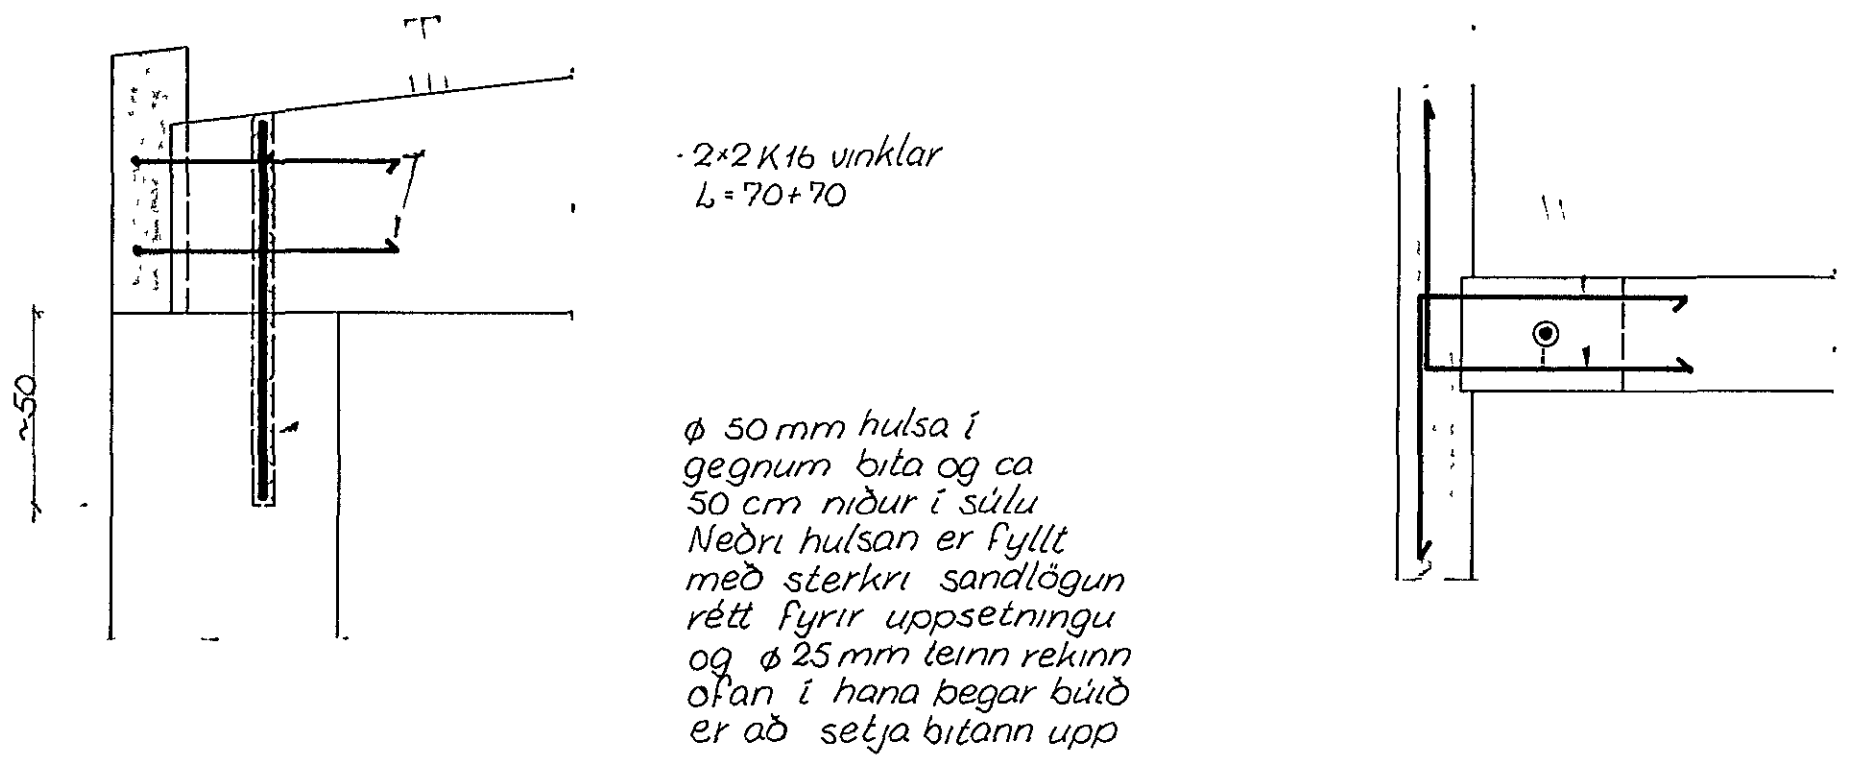 ~50
2×2 K16 vinklar
L=70+70
ϕ 50 mm hulsa í
gegnum bita og ca
50 cm niður í súlu
Neðri hulsan er fyllt
með sterkri sandlögun
rétt fyrir uppsetningu
og ϕ 25 mm teinn rekinn
ofan í hana þegar búið
er að setja bitann upp